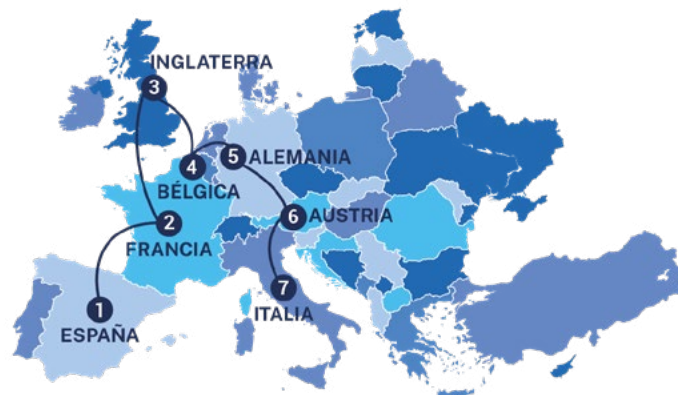 INGLATERRA
3
5 ALEMANIA
4
BÉLGICA
6 AUSTRIA
2
FRANCIA
7
ITALIA
1
ESPAÑA